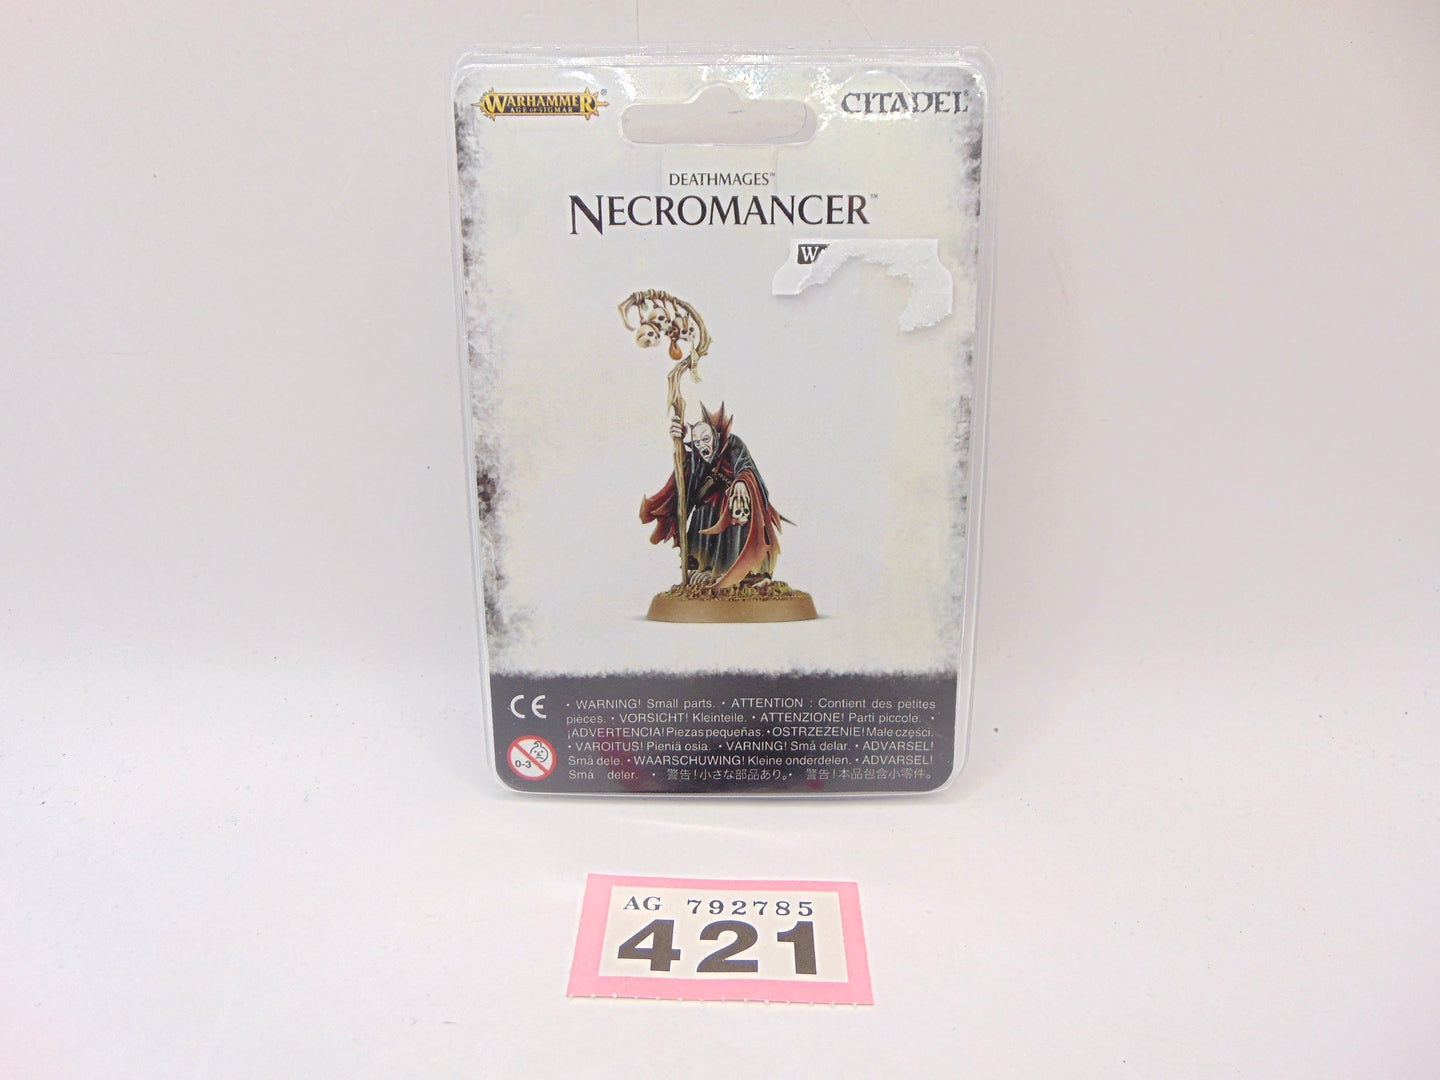 WARHAMMER®
AGE OF SIGMAR
CITADEL®
DEATHMAGES™
NECROMANCER™
CE
• WARNING! Small parts. • ATTENTION : Contient des petites
pièces. • VORSICHT! Kleinteile. • ATTENZIONE! Parti piccole. •
¡ADVERTENCIA! Piezas pequeñas. • OSTRZEŻENIE! Małe części.
• VAROITUS! Pieniä osia. • VARNING! Små delar. • ADVARSEL!
Små dele. • WAARSCHUWING! Kleine onderdelen. • ADVARSEL!
Små deler. • 警告!小さな部品あり。• 警告!本品包含小零件。
0-3
AG 792785
421